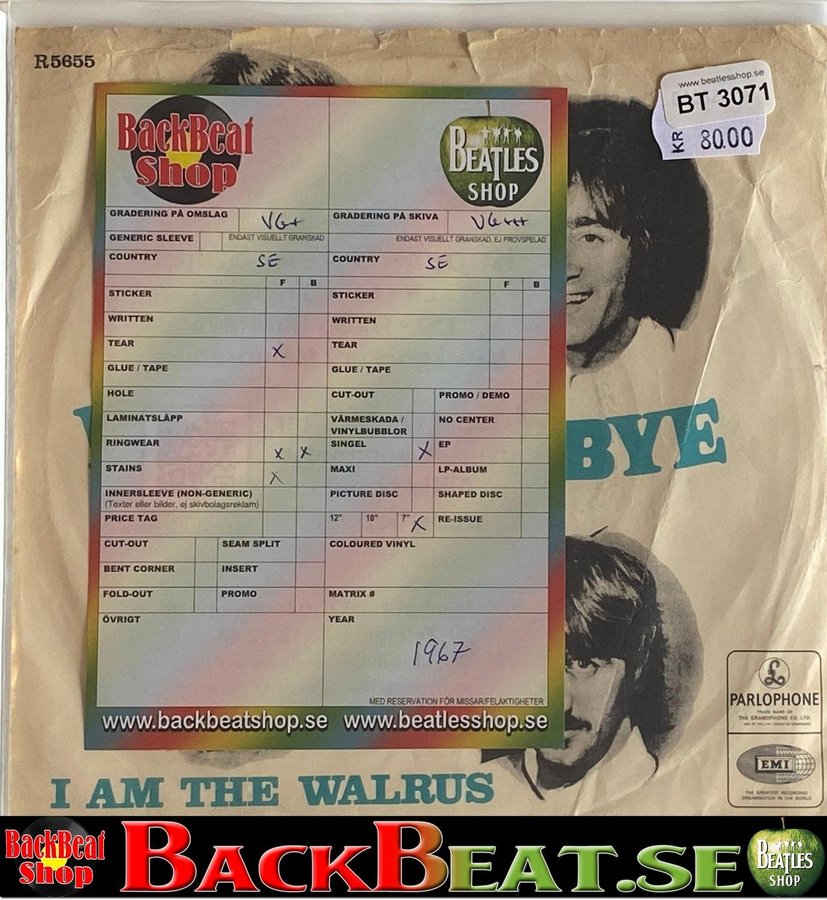 R5655
www.beatlesshop.se
BT 3071
KR 80.00
BackBeat
Shop
BEATLES
SHOP
GRADERING PÅ OMSLAG VG+
GRADERING PÅ SKIVA VG+++
GENERIC SLEEVE ENDAST VISUELLT GRANSKAD
ENDAST VISUELLT GRANSKAD, EJ PROVSPELAD
COUNTRY SE
COUNTRY SE
F B
F B
STICKER
STICKER
WRITTEN
WRITTEN
TEAR X
TEAR
GLUE / TAPE
GLUE / TAPE
HOLE
CUT-OUT PROMO / DEMO
LAMINATSLÄPP
VÄRMESKADA / NO CENTER
VINYLBUBBLOR
RINGWEAR X X
SINGEL X EP
STAINS X
MAXI LP-ALBUM
INNERSLEEVE (NON-GENERIC)
(Texter eller bilder, ej skivbolagsreklam)
PICTURE DISC SHAPED DISC
PRICE TAG
12" 10" 7" X RE-ISSUE
CUT-OUT SEAM SPLIT
COLOURED VINYL
BENT CORNER INSERT
FOLD-OUT PROMO
MATRIX #
ÖVRIGT
YEAR
1967
MED RESERVATION FÖR MISSAR/FELAKTIGHETER
www.backbeatshop.se www.beatlesshop.se
BYE
PARLOPHONE
TRADE MARK OF
THE GRAMOPHONE CO. LTD.
EMI
THE GREATEST RECORDING
ORGANISATION IN THE WORLD
I AM THE WALRUS
BackBeat
Shop
BACKBEAT.SE
BEATLES
SHOP